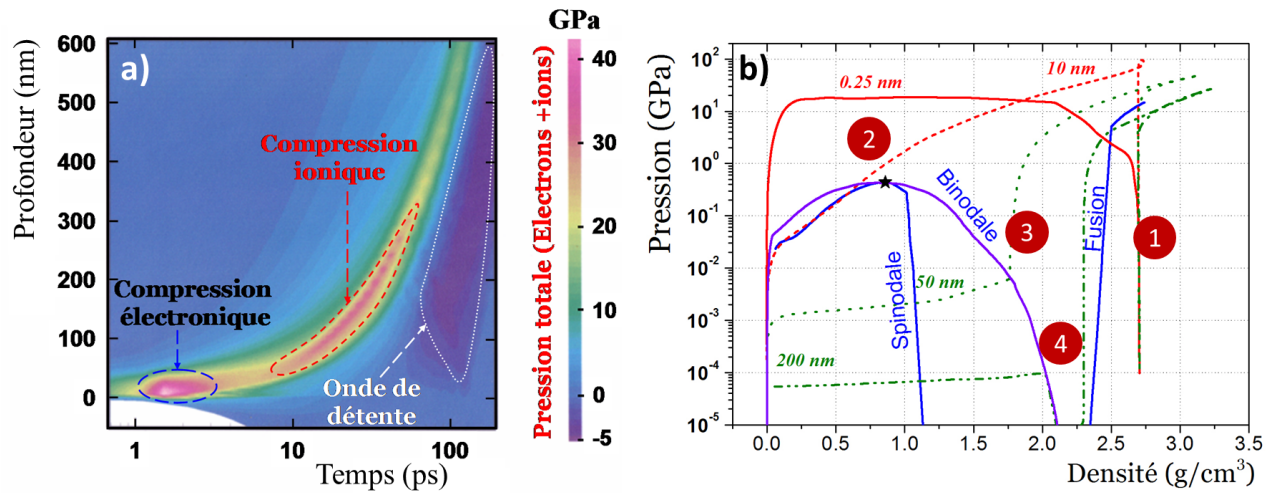 a)
Profondeur (nm)
600
500
400
300
200
100
0
1
10
100
Temps (ps)
Compression
ionique
Compression
électronique
Onde de
détente
GPa
40
30
20
10
0
-5
Pression totale (Electrons +ions)
b)
Pression (GPa)
10²
10¹
10⁰
10⁻¹
10⁻²
10⁻³
10⁻⁴
10⁻⁵
0.0
0.5
1.0
1.5
2.0
2.5
3.0
3.5
Densité (g/cm³)
0.25 nm
10 nm
50 nm
200 nm
Spinodale
Binodale
Fusion
1
2
3
4